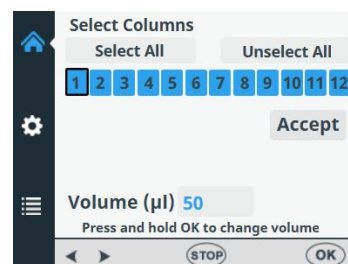 Select Columns
Select All Unselect All
1 2 3 4 5 6 7 8 9 10 11 12
Accept
Volume (µl) 50
Press and hold OK to change volume
STOP OK